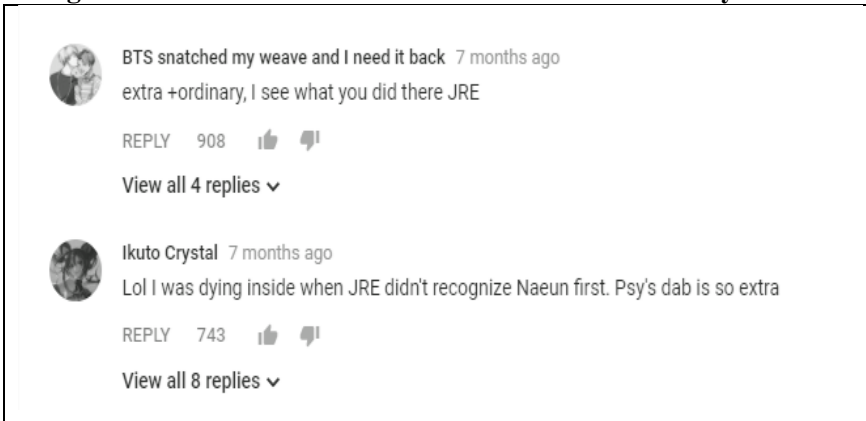 BTS snatched my weave and I need it back 7 months ago
extra +ordinary, I see what you did there JRE
REPLY 908
View all 4 replies
Ikuto Crystal 7 months ago
Lol I was dying inside when JRE didn't recognize Naeun first. Psy's dab is so extra
REPLY 743
View all 8 replies